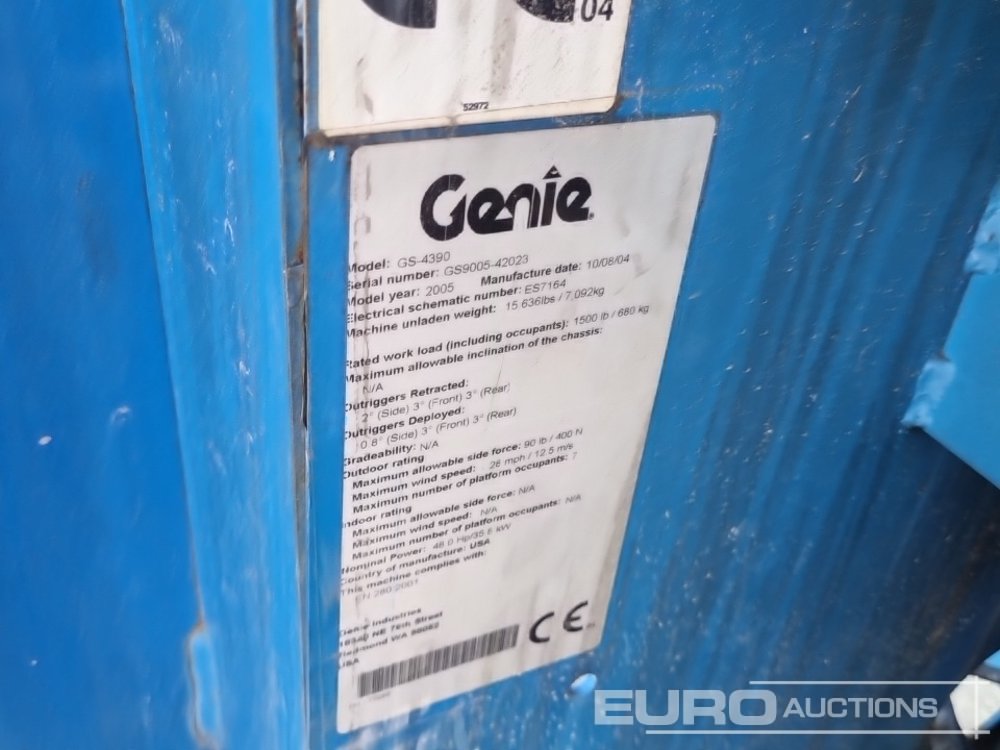 04
52972
Genie
Model: GS-4390
Serial number: GS9005-42023
Model year: 2005 Manufacture date: 10/08/04
Electrical schematic number: ES7164
Machine unladen weight: 15,636lbs / 7,092kg
Rated work load (including occupants): 1500 lb / 680 kg
Maximum allowable inclination of the chassis:
N/A
Outriggers Retracted:
2° (Side) 3° (Front) 3° (Rear)
Outriggers Deployed:
0.8° (Side) 3° (Front) 3° (Rear)
Gradeability: N/A
Outdoor rating
Maximum allowable side force: 90 lb / 400 N
Maximum wind speed: 28 mph / 12.5 m/s
Maximum number of platform occupants: 7
Indoor rating
Maximum allowable side force: N/A
Maximum wind speed: N/A
Maximum number of platform occupants: N/A
Nominal Power: 48.0 Hp/35.8 kW
Country of manufacture: USA
This machine complies with:
EN 280:2001
Genie Industries
18340 NE 76th Street
Redmond WA 98052
USA
CE
EURO AUCTIONS